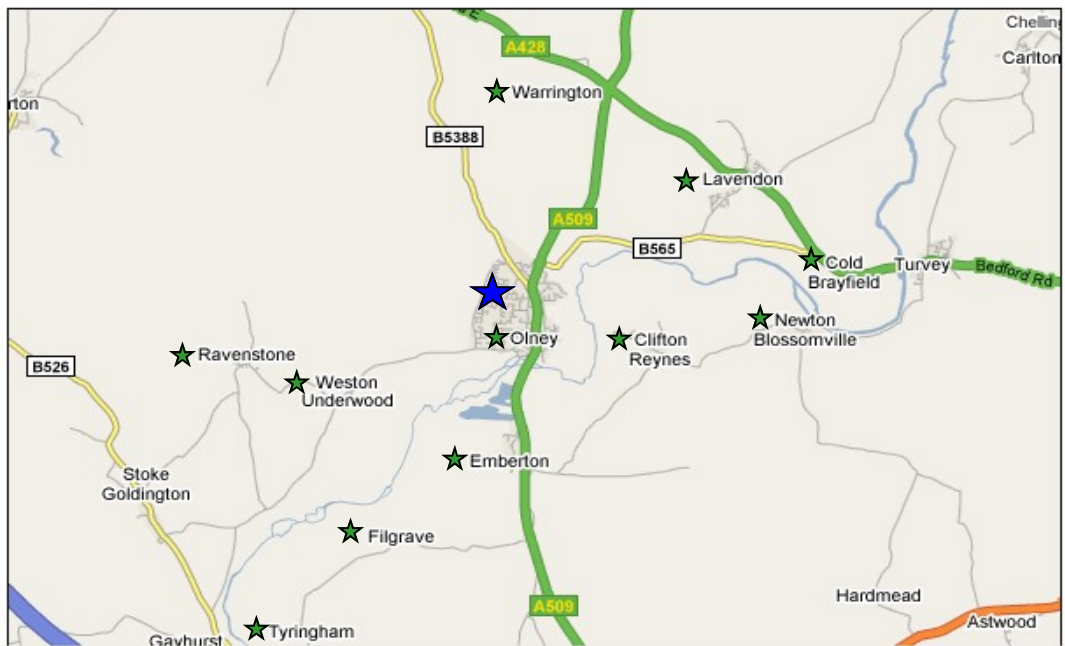 A428
Chelling
Carlton
Warrington
rton
B5388
Lavendon
A509
B565
Cold
Brayfield
Turvey
Bedford Rd
Newton
Blossomville
Olney
Clifton
Reynes
Ravenstone
B526
Weston
Underwood
Emberton
Stoke
Goldington
Filgrave
Hardmead
A509
Astwood
Tyringham
Gayhurst